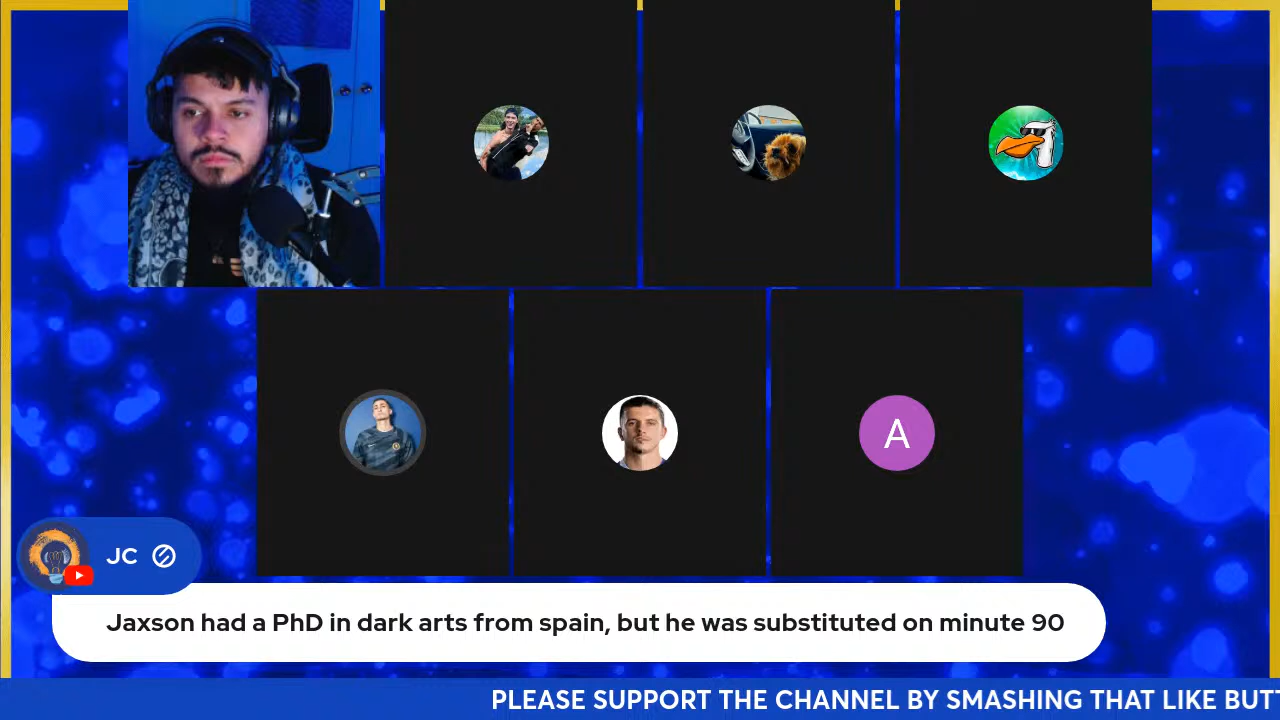 A
JC
Jaxson had a PhD in dark arts from spain, but he was substituted on minute 90
PLEASE SUPPORT THE CHANNEL BY SMASHING THAT LIKE BUTT